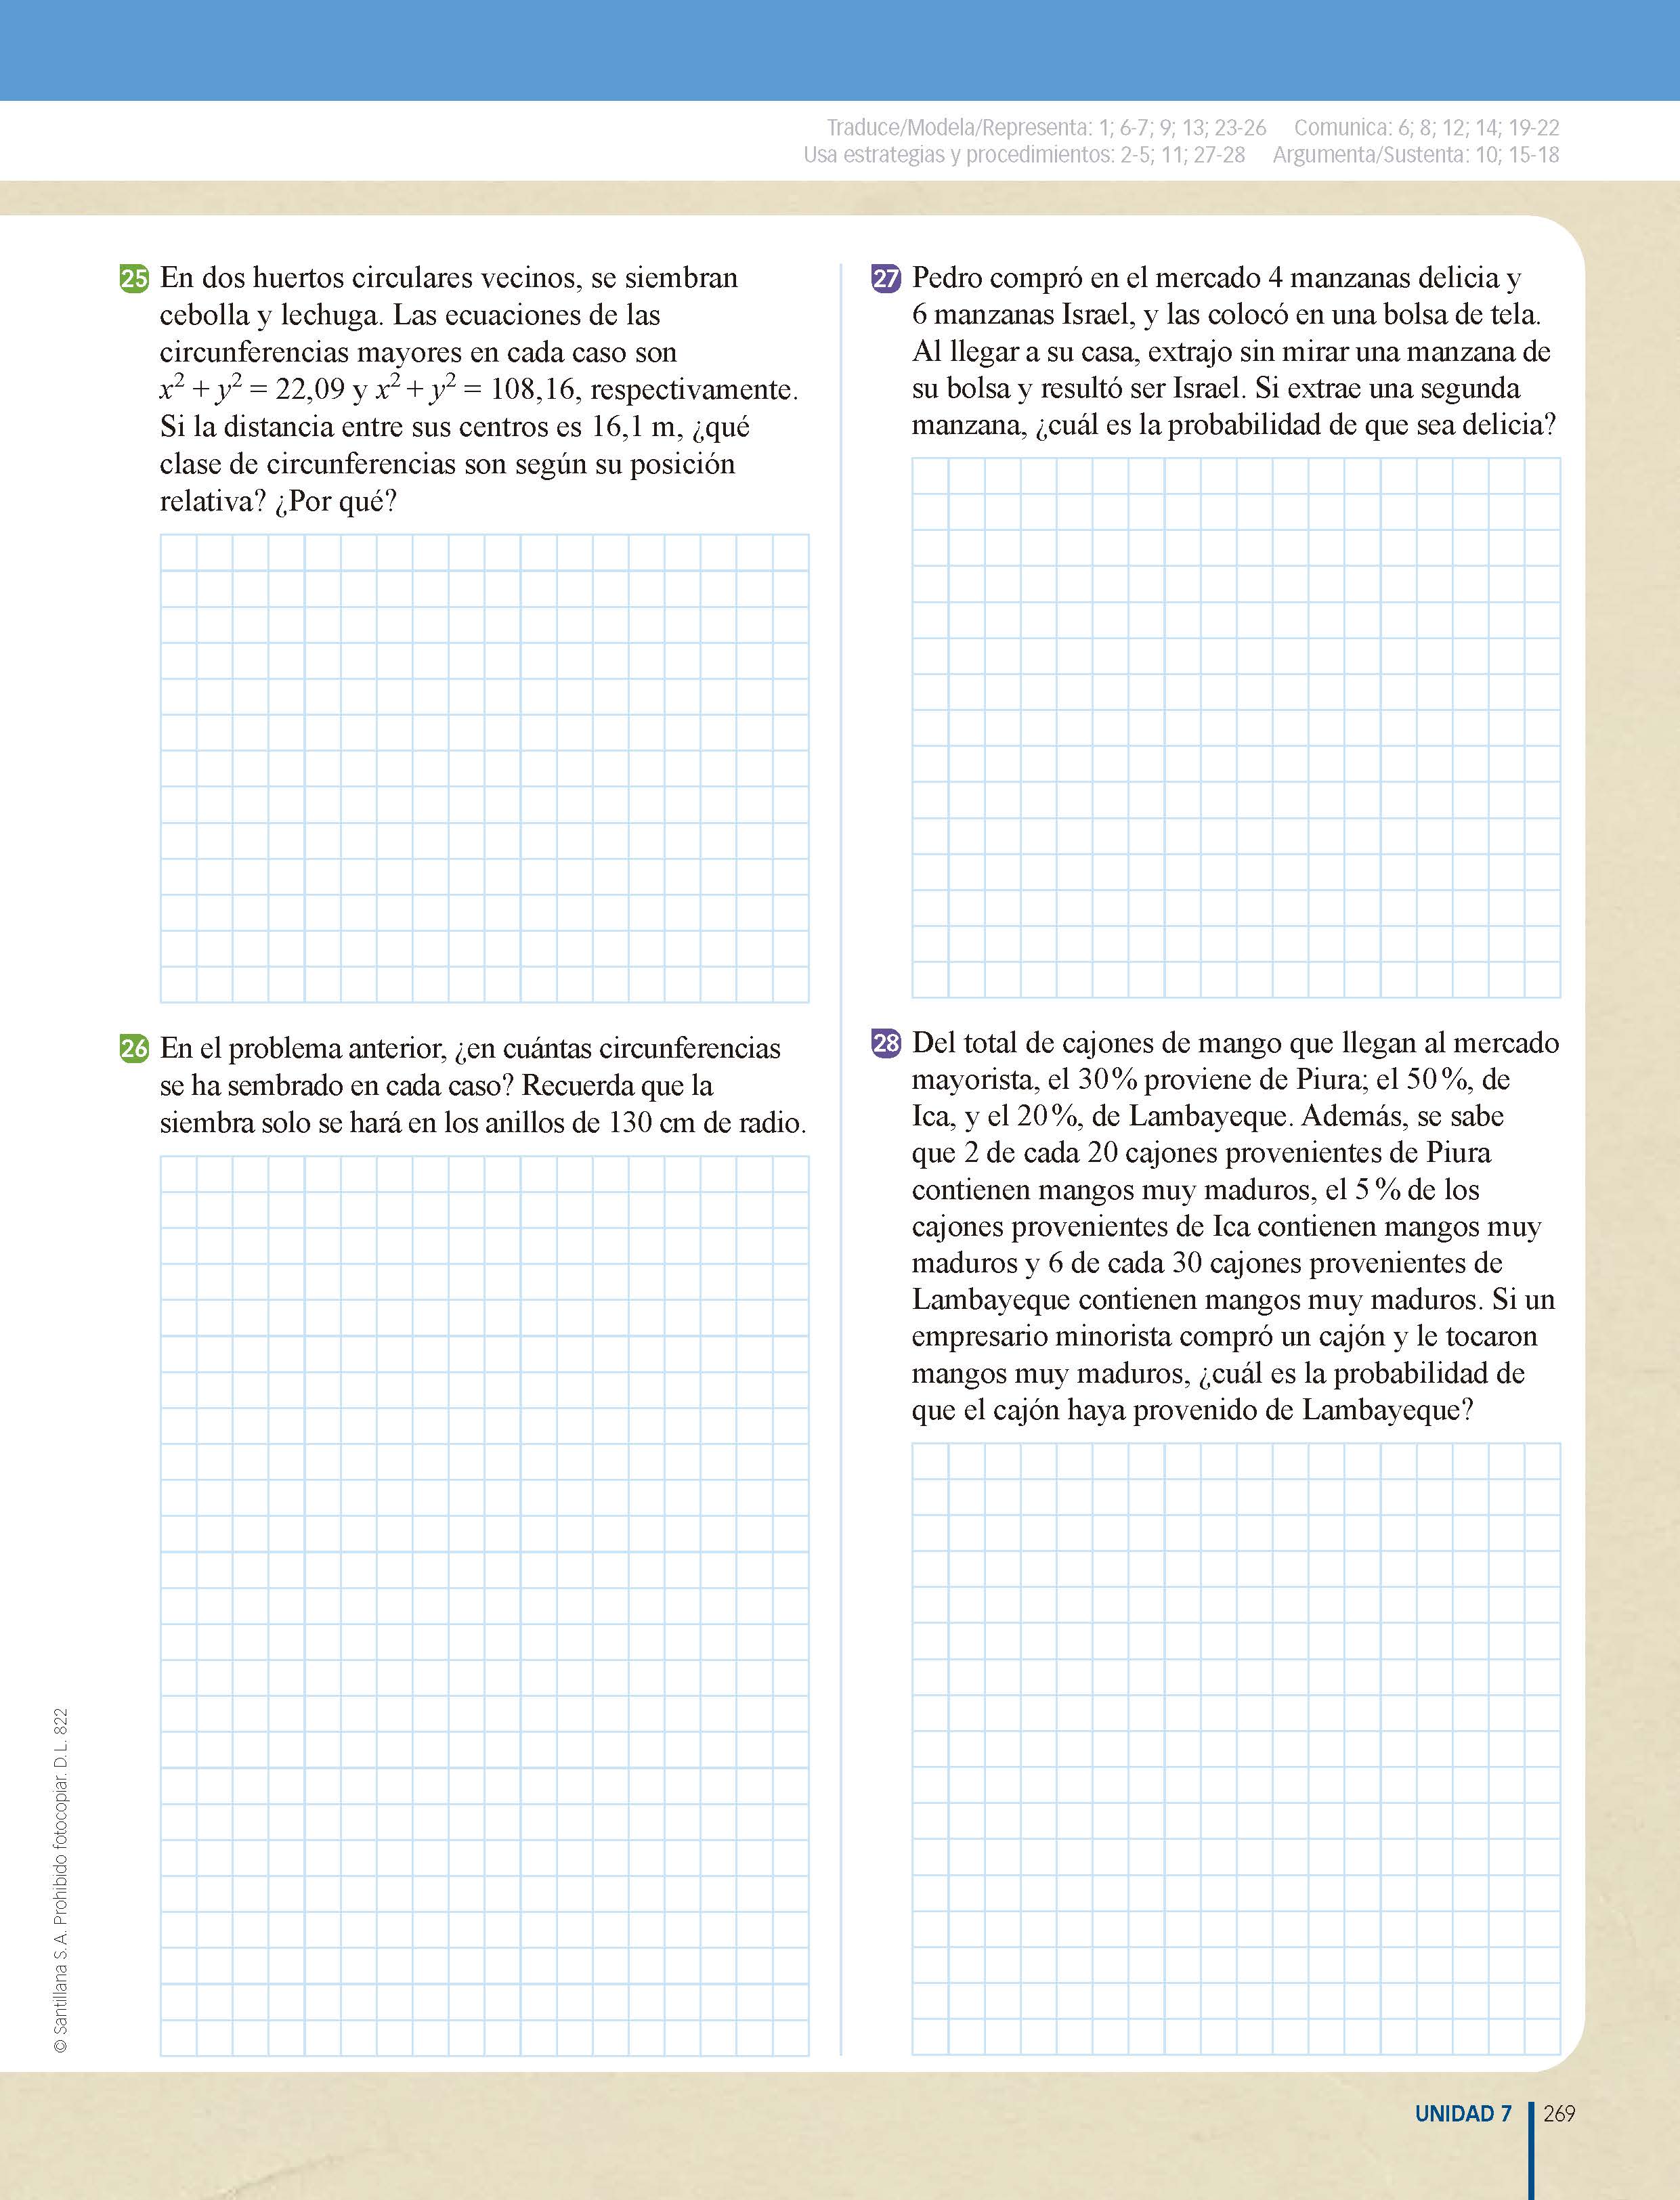 Traduce/Modela/Representa: 1; 6-7; 9; 13; 23-26 Comunica: 6; 8; 12; 14; 19-22
Usa estrategias y procedimientos: 2-5; 11; 27-28 Argumenta/Sustenta: 10; 15-18
25 En dos huertos circulares vecinos, se siembran
cebolla y lechuga. Las ecuaciones de las
circunferencias mayores en cada caso son
x² + y² = 22,09 y x² + y² = 108,16, respectivamente.
Si la distancia entre sus centros es 16,1 m, ¿qué
clase de circunferencias son según su posición
relativa? ¿Por qué?
26 En el problema anterior, ¿en cuántas circunferencias
se ha sembrado en cada caso? Recuerda que la
siembra solo se hará en los anillos de 130 cm de radio.
27 Pedro compró en el mercado 4 manzanas delicia y
6 manzanas Israel, y las colocó en una bolsa de tela.
Al llegar a su casa, extrajo sin mirar una manzana de
su bolsa y resultó ser Israel. Si extrae una segunda
manzana, ¿cuál es la probabilidad de que sea delicia?
28 Del total de cajones de mango que llegan al mercado
mayorista, el 30% proviene de Piura; el 50%, de
Ica, y el 20%, de Lambayeque. Además, se sabe
que 2 de cada 20 cajones provenientes de Piura
contienen mangos muy maduros, el 5% de los
cajones provenientes de Ica contienen mangos muy
maduros y 6 de cada 30 cajones provenientes de
Lambayeque contienen mangos muy maduros. Si un
empresario minorista compró un cajón y le tocaron
mangos muy maduros, ¿cuál es la probabilidad de
que el cajón haya provenido de Lambayeque?
© Santillana S.A. Prohibido fotocopiar. D.L. 822
UNIDAD 7 269